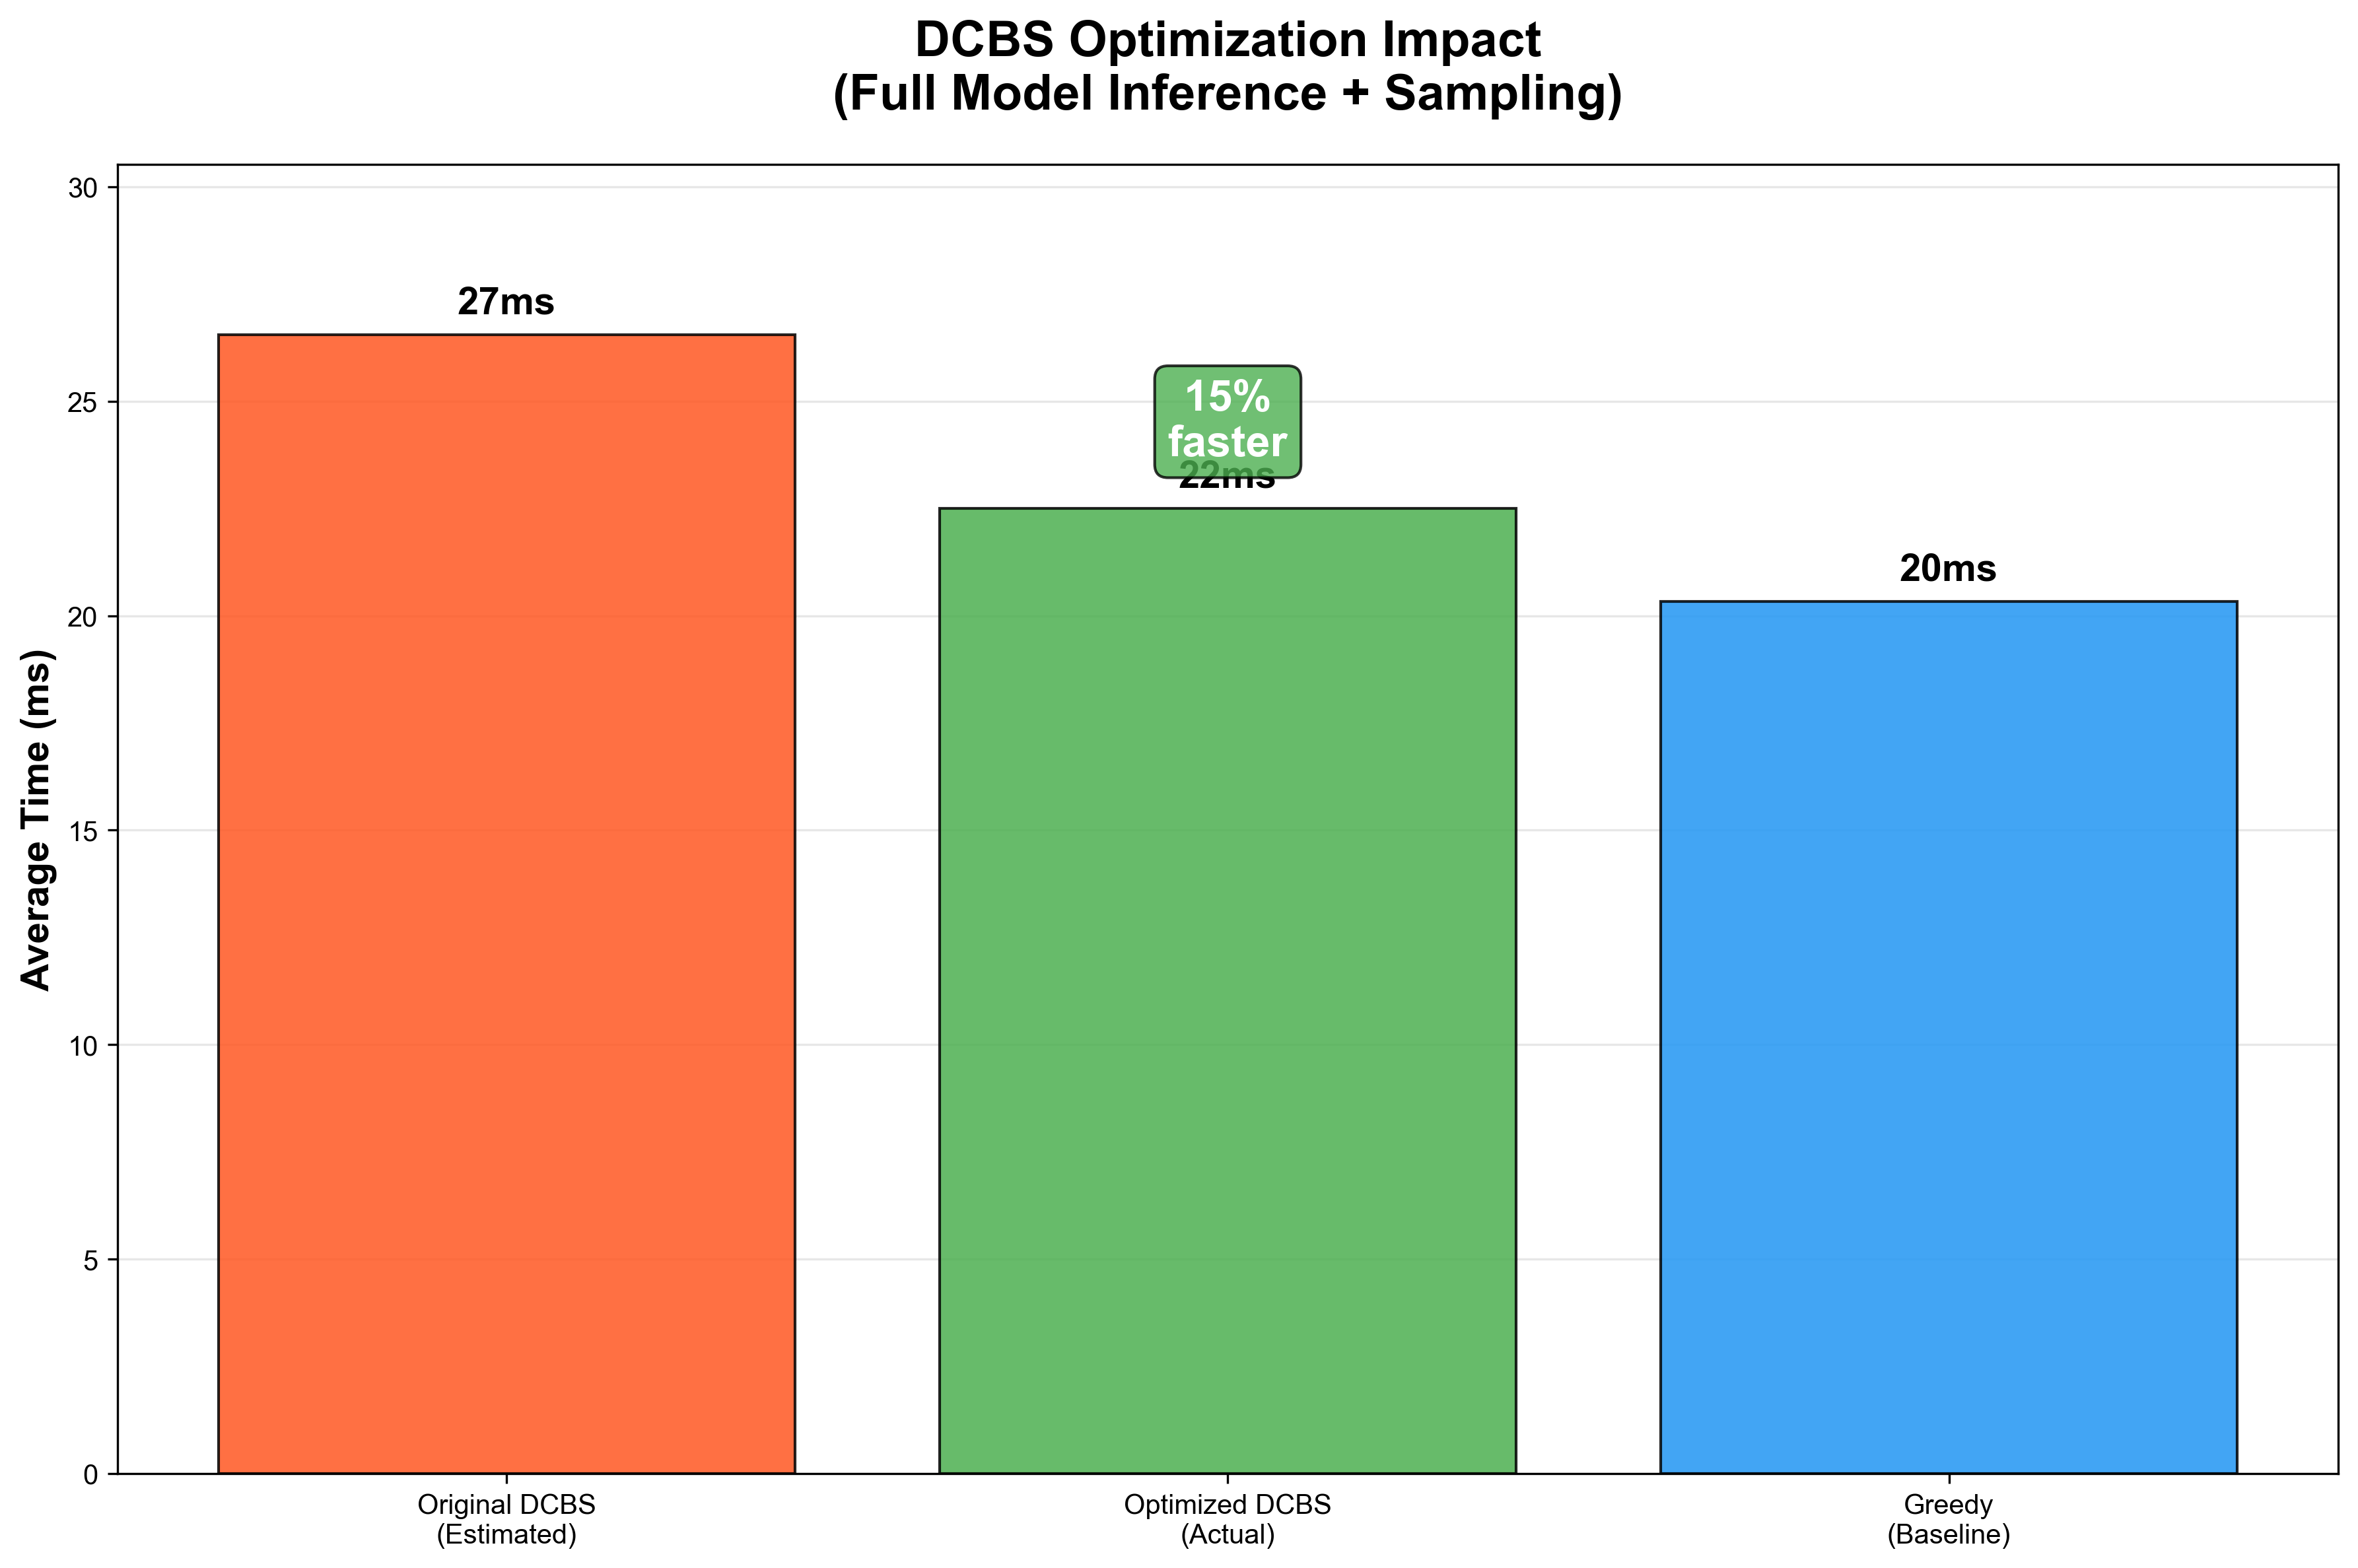 DCBS Optimization Impact
(Full Model Inference + Sampling)
Average Time (ms)
30
25
20
15
10
5
0
27ms
15%
faster
22ms
20ms
Original DCBS
(Estimated)
Optimized DCBS
(Actual)
Greedy
(Baseline)